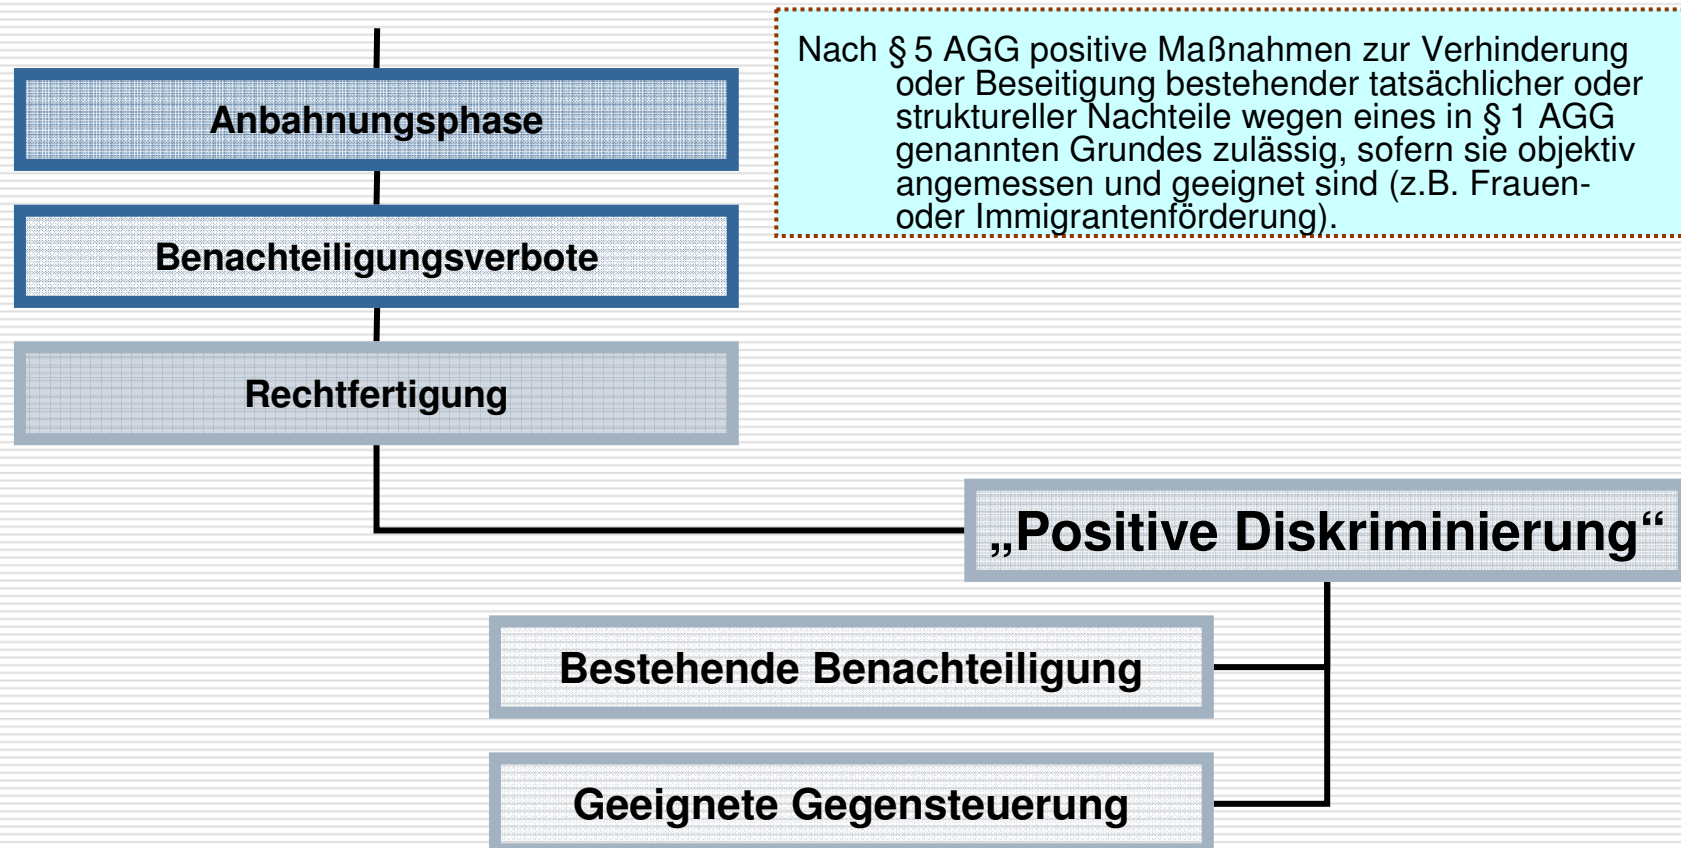 Nach § 5 AGG positive Maßnahmen zur Verhinderung
oder Beseitigung bestehender tatsächlicher oder
struktureller Nachteile wegen eines in § 1 AGG
genannten Grundes zulässig, sofern sie objektiv
angemessen und geeignet sind (z.B. Frauen-
oder Immigrantenförderung).
Anbahnungsphase
Benachteiligungsverbote
Rechtfertigung
„Positive Diskriminierung“
Bestehende Benachteiligung
Geeignete Gegensteuerung